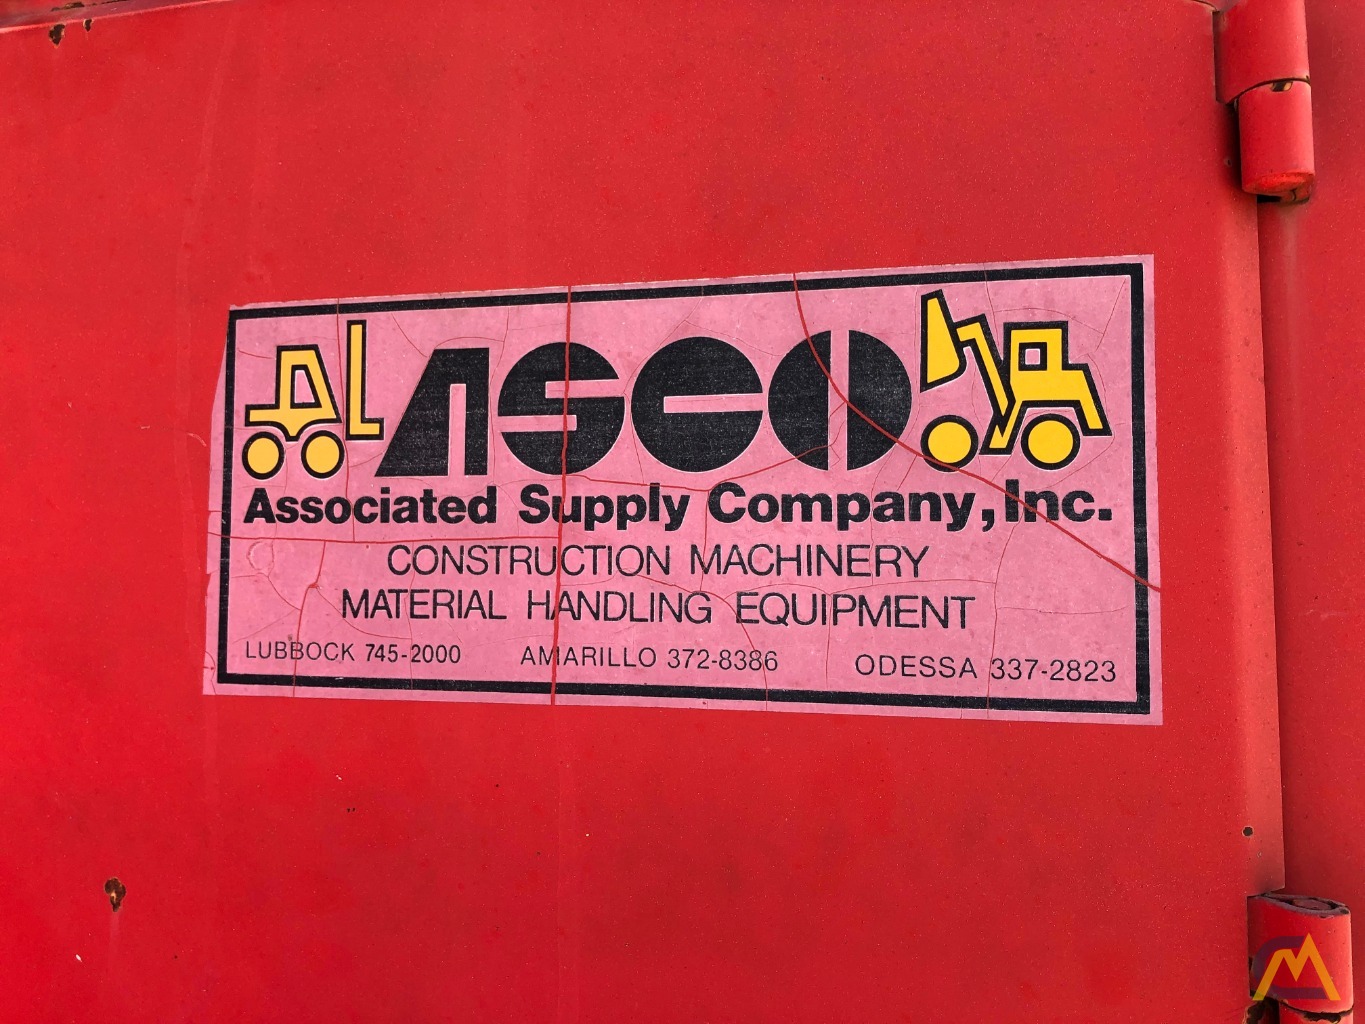 ASCO
Associated Supply Company, Inc.
CONSTRUCTION MACHINERY
MATERIAL HANDLING EQUIPMENT
LUBBOCK 745-2000 AMARILLO 372-8386 ODESSA 337-2823